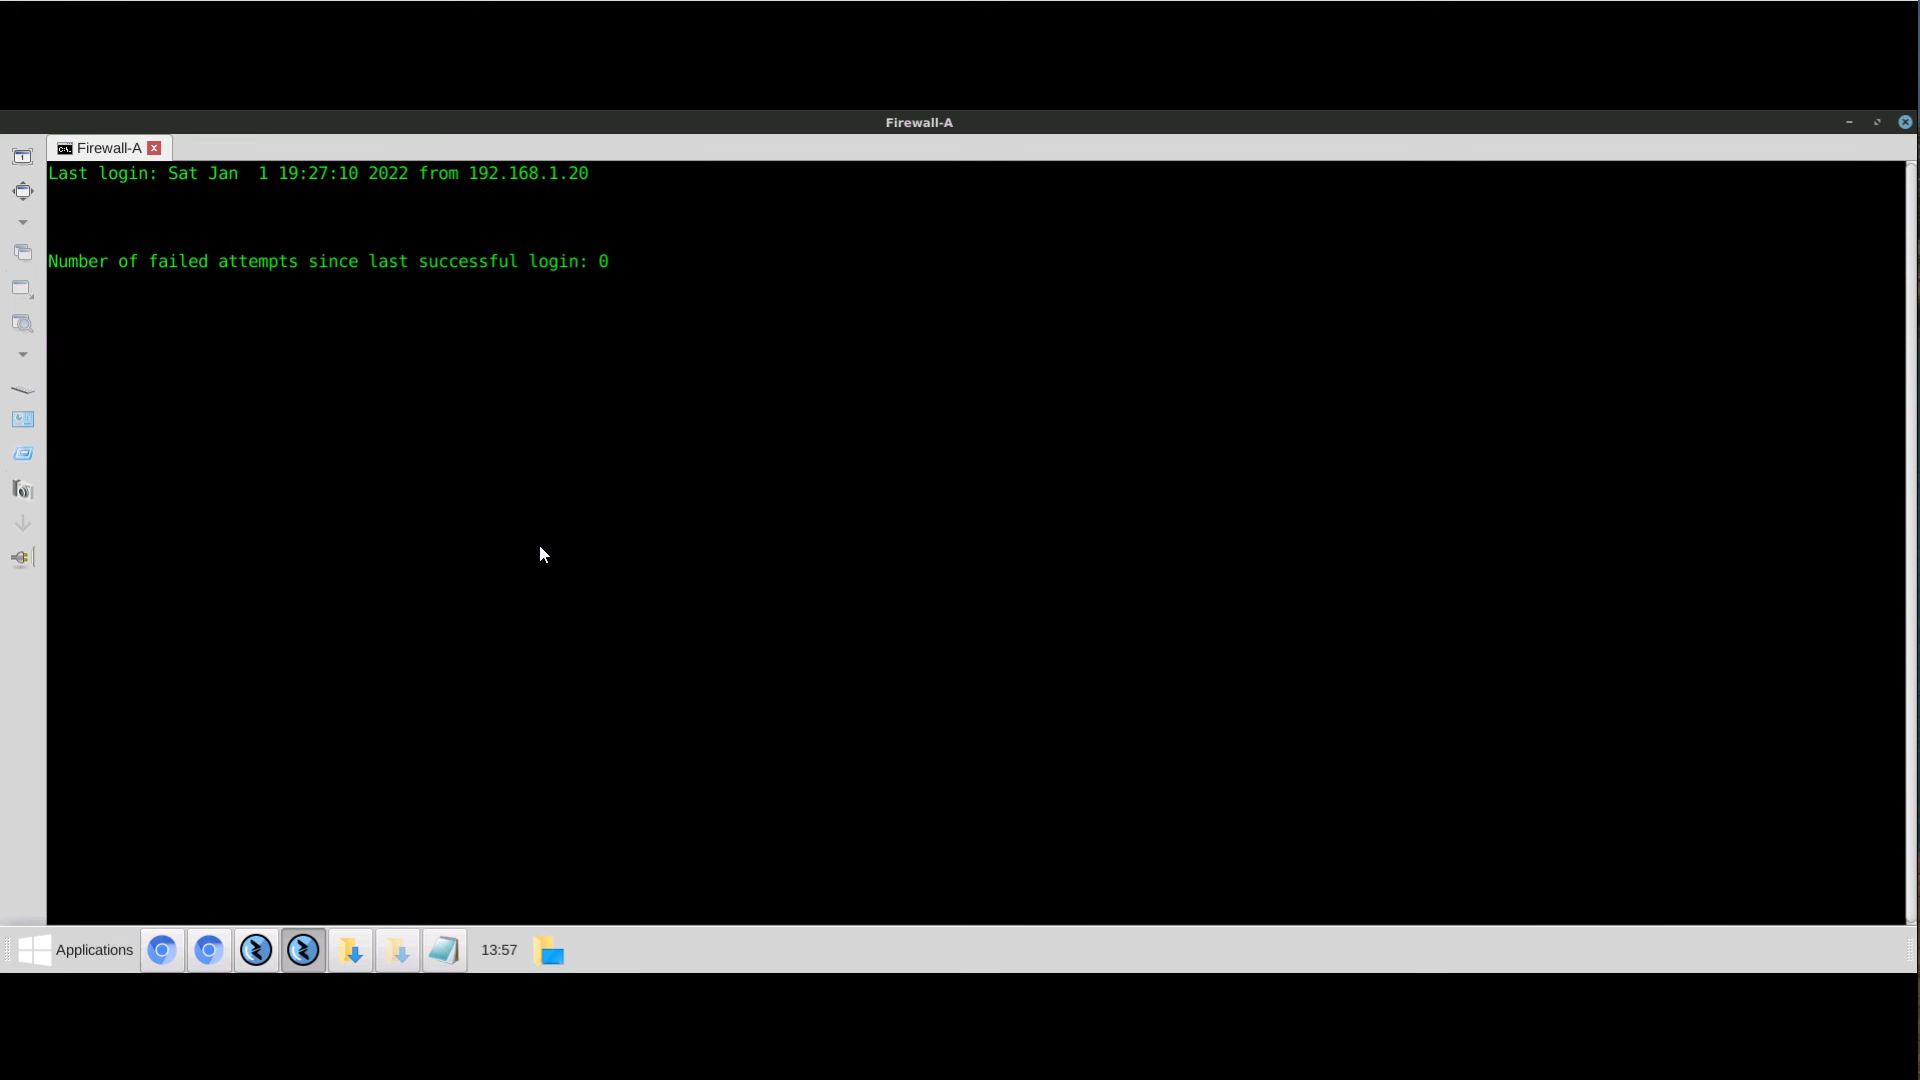 Firewall-A
Firewall-A
Last login: Sat Jan  1 19:27:10 2022 from 192.168.1.20
Number of failed attempts since last successful login: 0
Applications
13:57